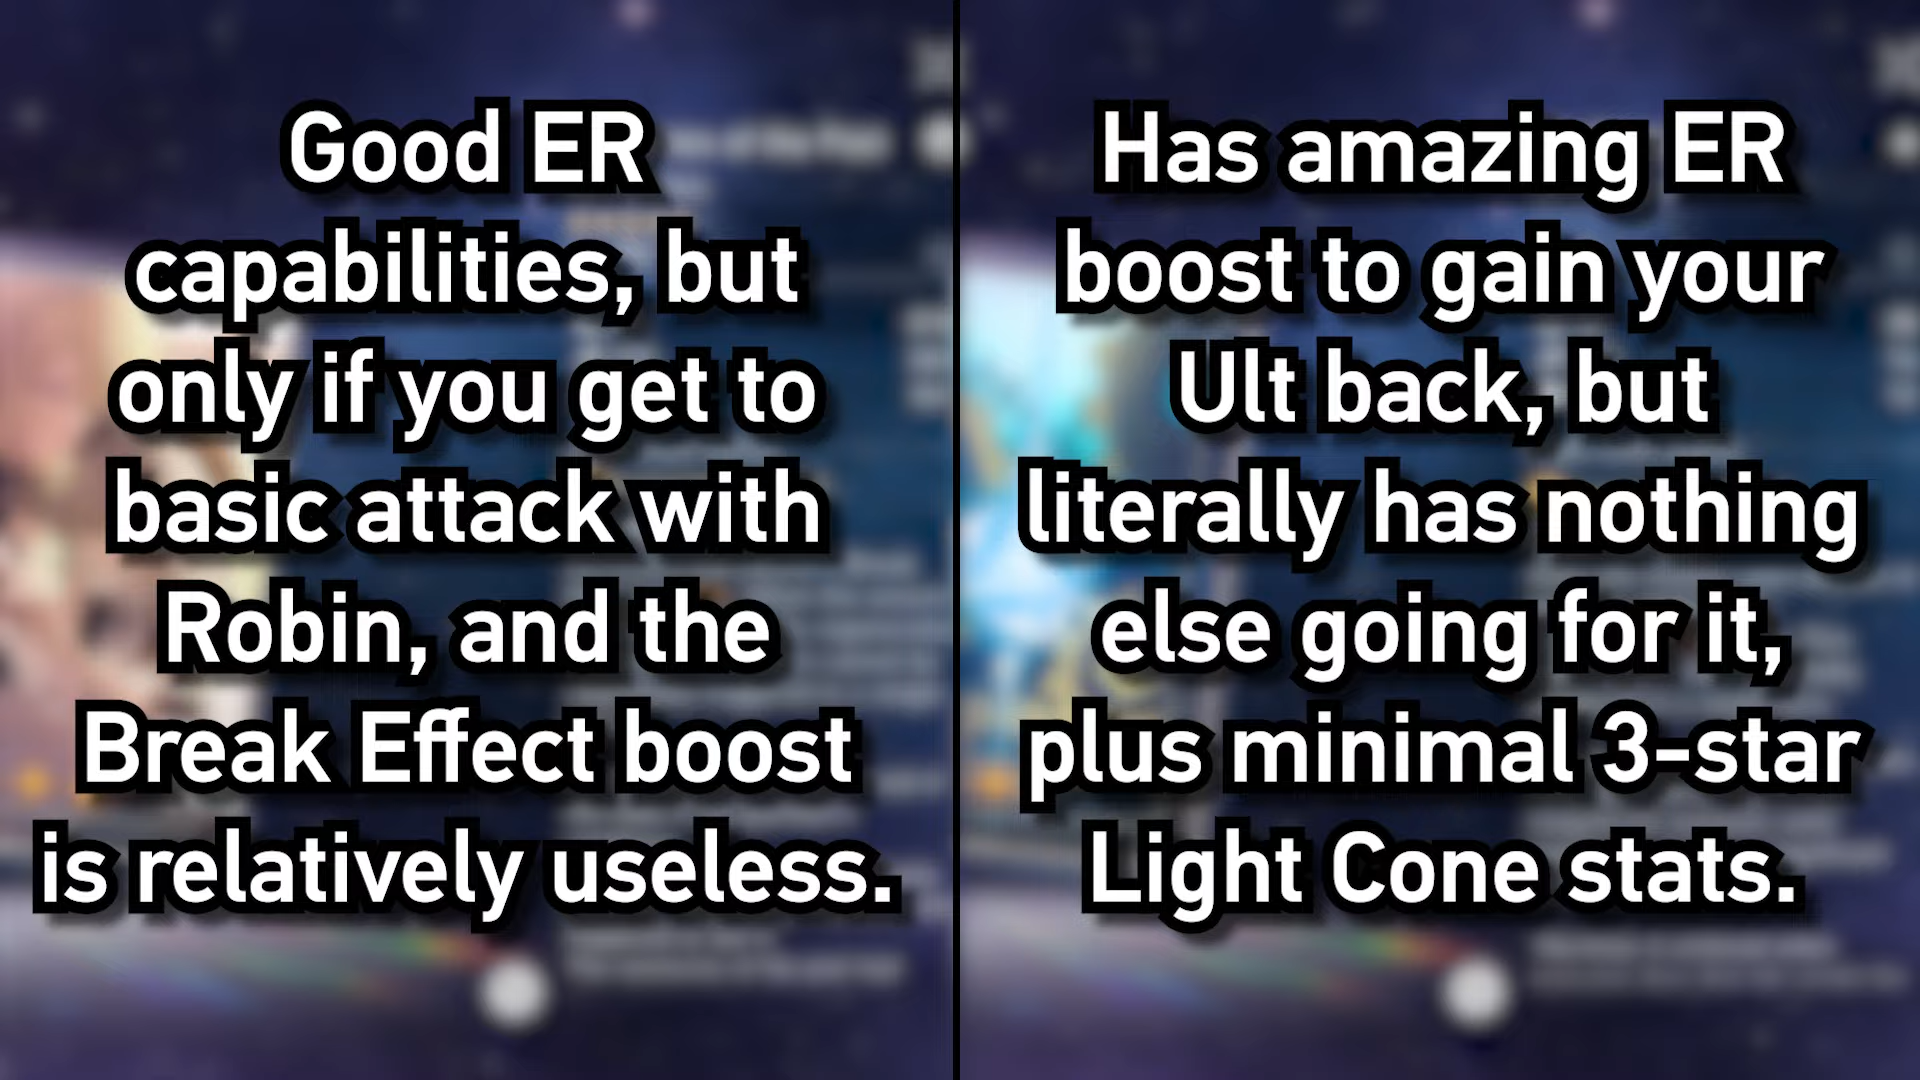 Good ER
capabilities, but
only if you get to
basic attack with
Robin, and the
Break Effect boost
is relatively useless.
Has amazing ER
boost to gain your
Ult back, but
literally has nothing
else going for it,
plus minimal 3-star
Light Cone stats.